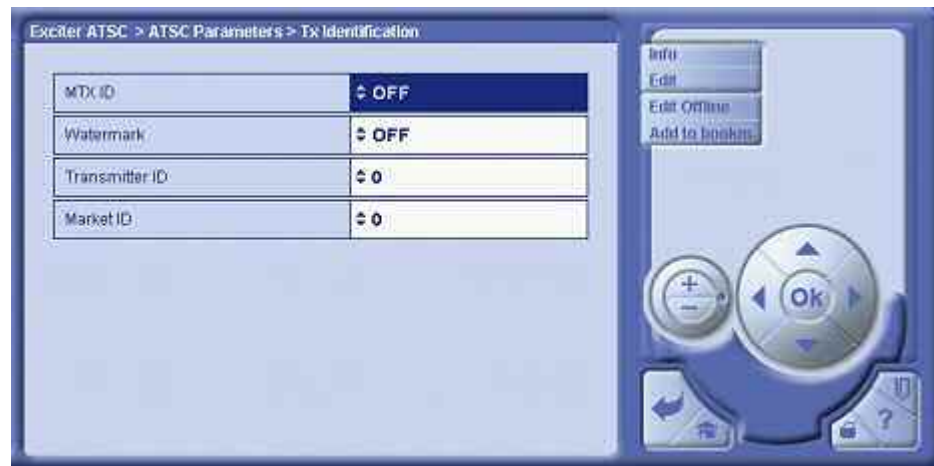 Exciter ATSC > ATSC Parameters > Tx Identification
MTX ID
OFF
Watermark
OFF
Transmitter ID
0
Market ID
0
Info
Edit
Edit Offline
Add to bookm.
+
-
Ok
?